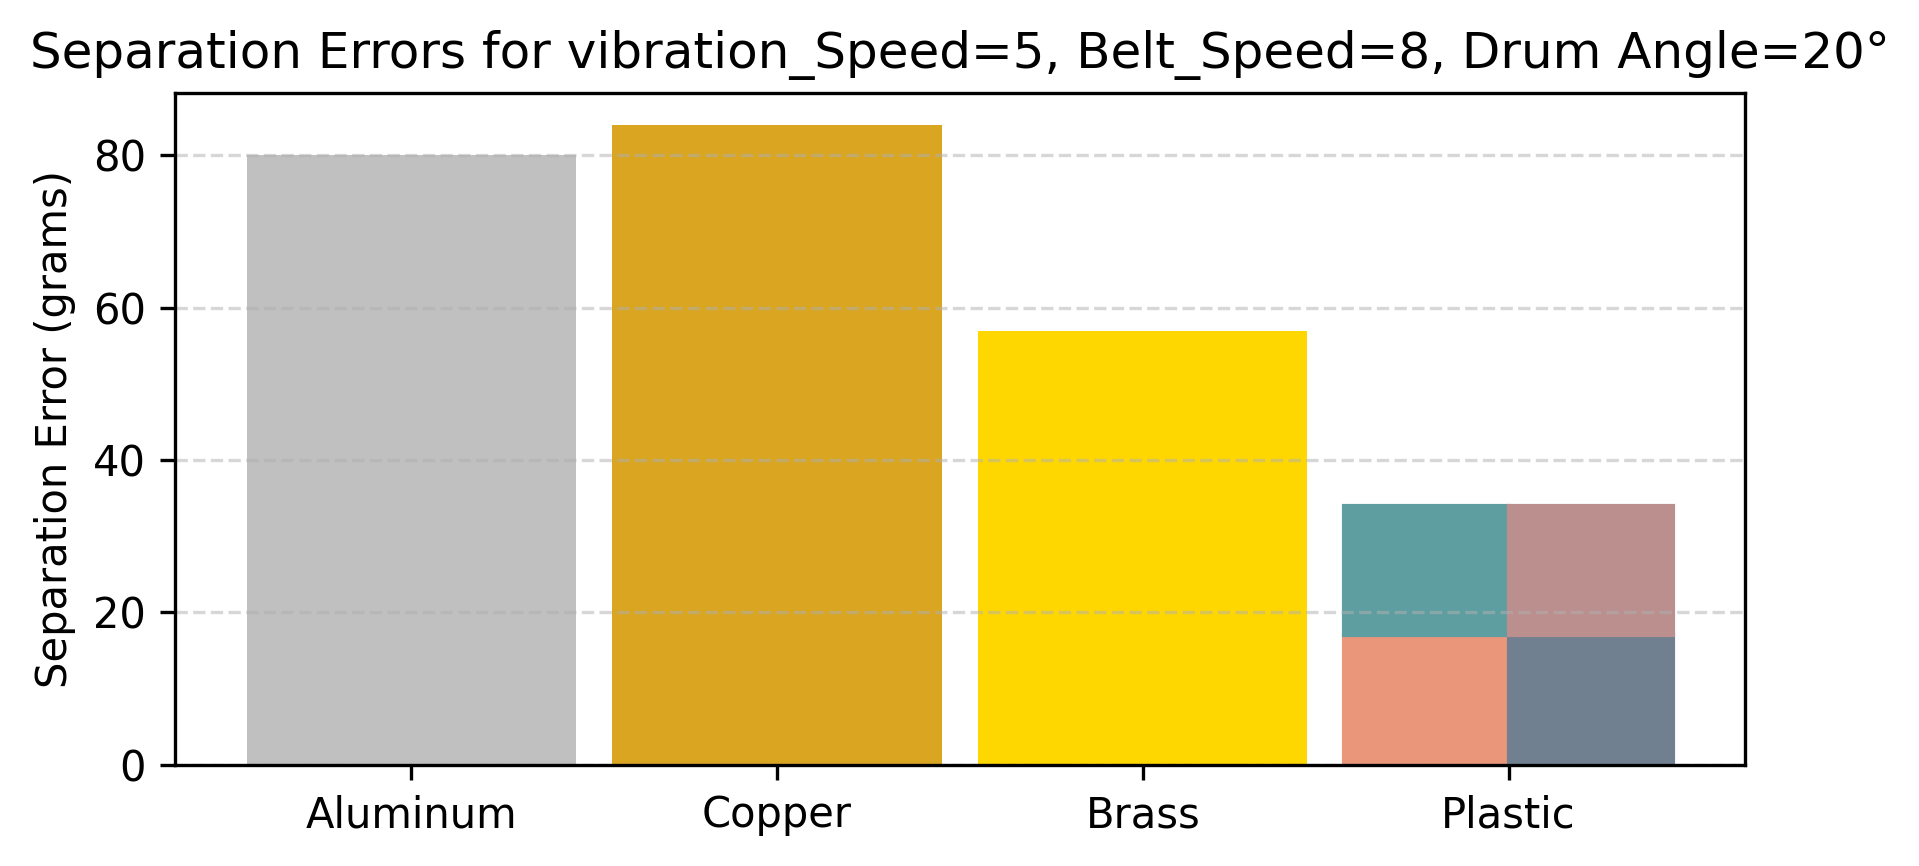 Separation Errors for vibration_Speed=5, Belt_Speed=8, Drum Angle=20°
Separation Error (grams)
80
60
40
20
0
Aluminum
Copper
Brass
Plastic